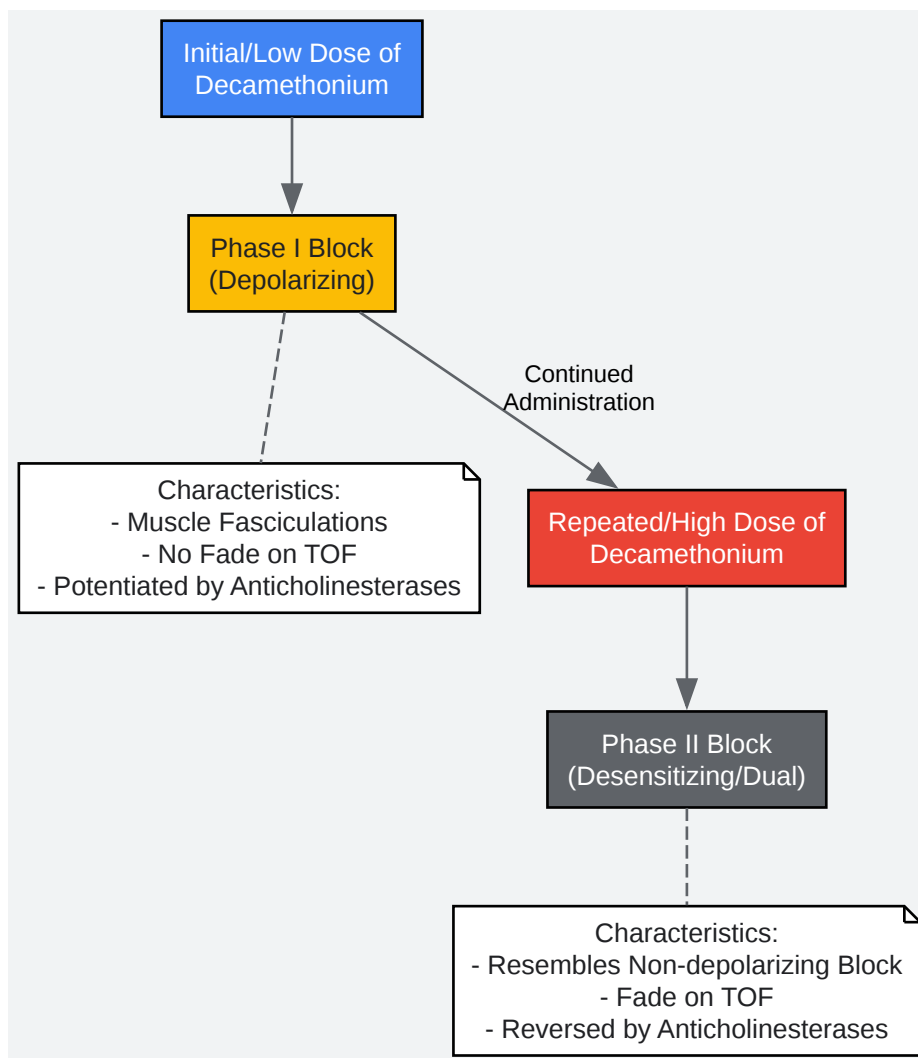 Initial/Low Dose of
Decamethonium
Phase I Block
(Depolarizing)
Continued
Administration
Characteristics:
- Muscle Fasciculations
- No Fade on TOF
- Potentiated by Anticholinesterases
Repeated/High Dose of
Decamethonium
Phase II Block
(Desensitizing/Dual)
Characteristics:
- Resembles Non-depolarizing Block
- Fade on TOF
- Reversed by Anticholinesterases